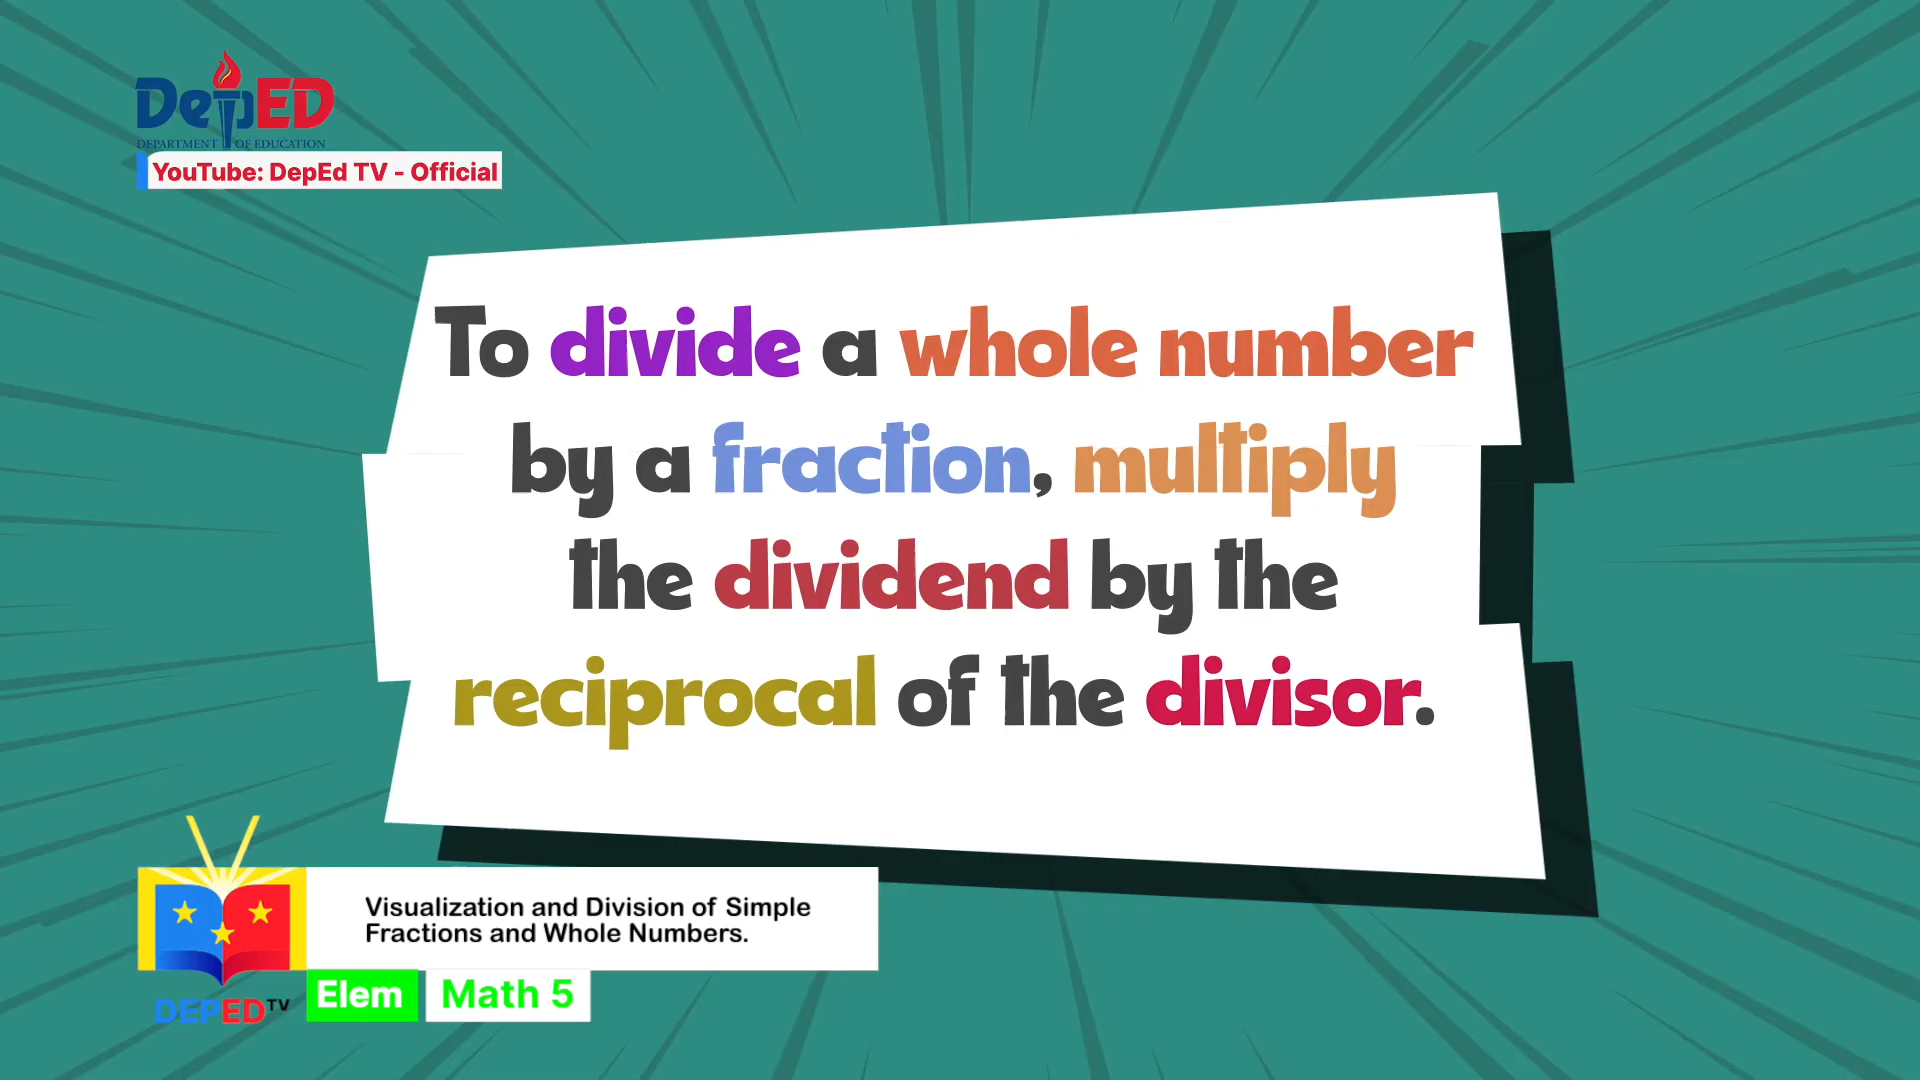 DepED
DEPARTMENT OF EDUCATION
YouTube: DepEd TV - Official
To divide a whole number
by a fraction, multiply
the dividend by the
reciprocal of the divisor.
Visualization and Division of Simple
Fractions and Whole Numbers.
DEPED TV
Elem
Math 5